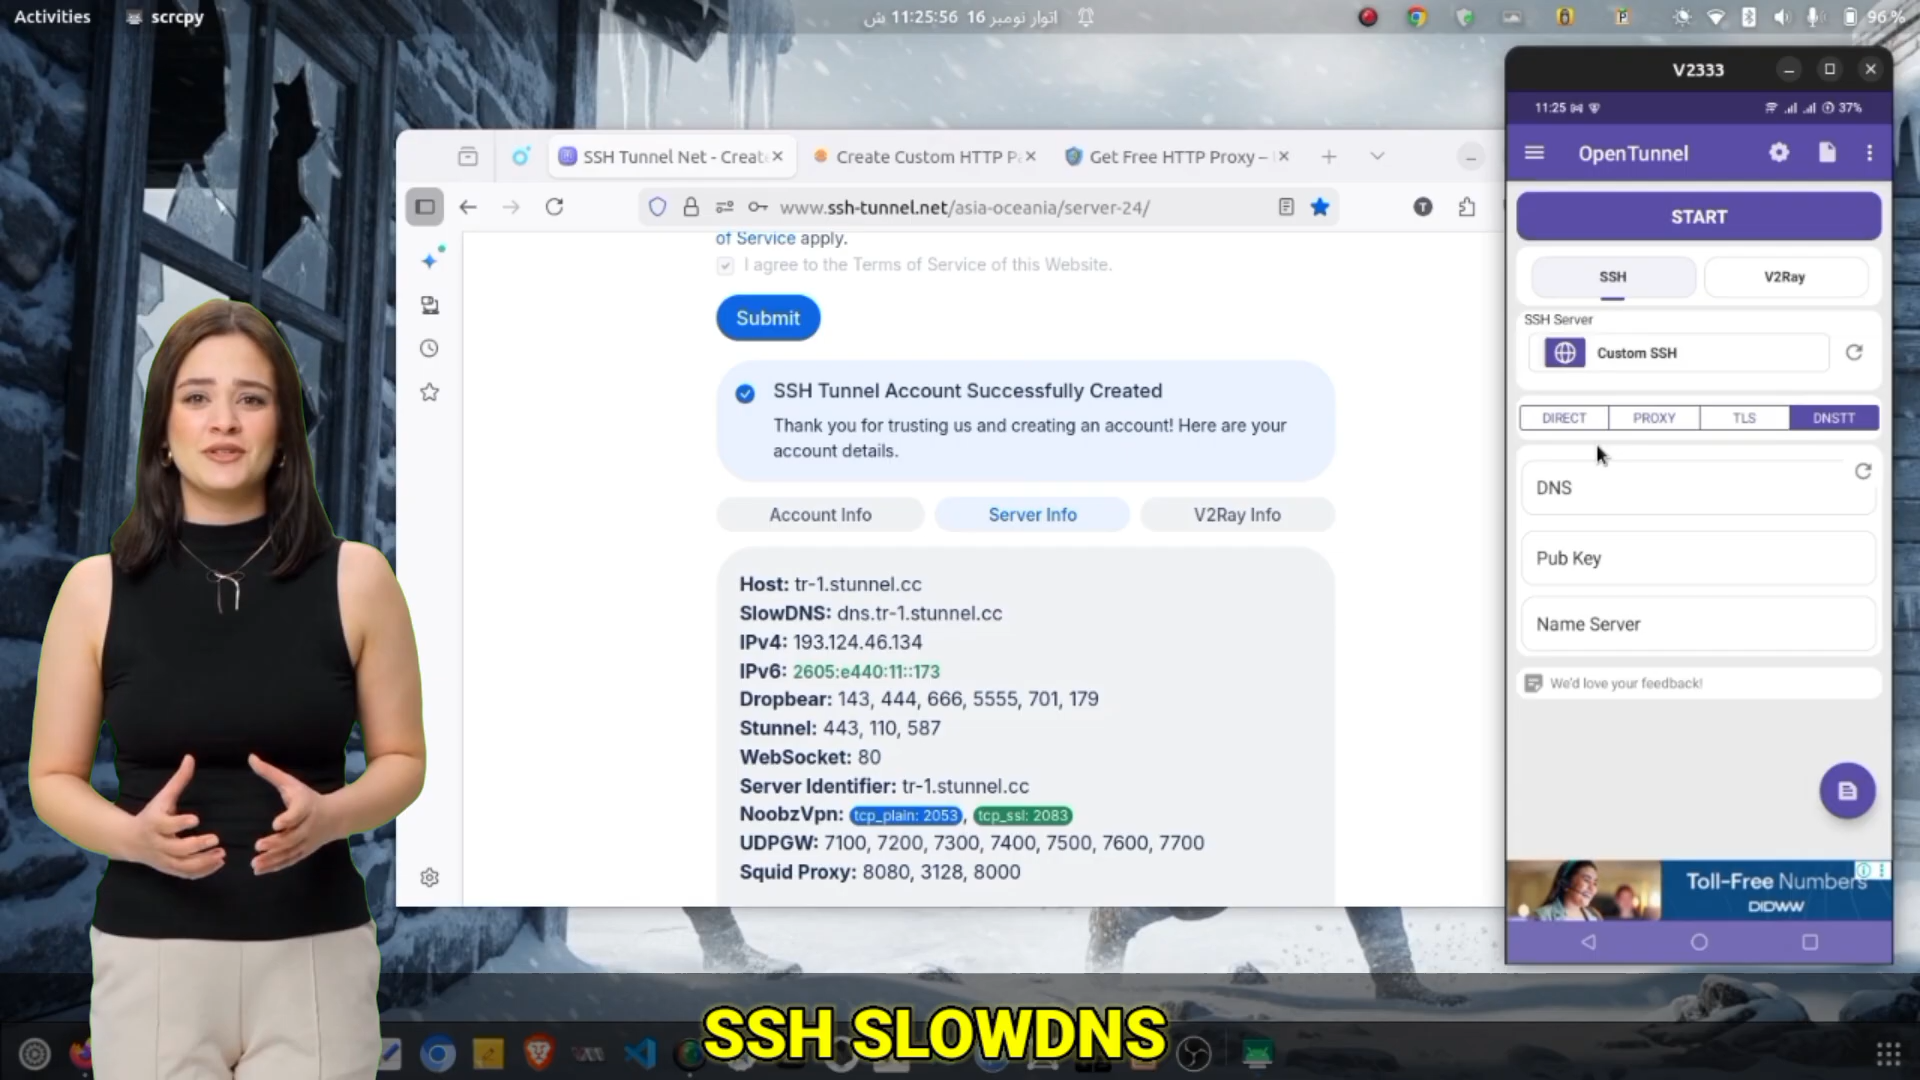 Activities
scrcpy
اتوار نومبر 16 11:25:56 ش
96 %
SSH Tunnel Net - Creat
Create Custom HTTP P
Get Free HTTP Proxy –
www.ssh-tunnel.net/asia-oceania/server-24/
of Service apply.
I agree to the Terms of Service of this Website.
Submit
SSH Tunnel Account Successfully Created
Thank you for trusting us and creating an account! Here are your
account details.
Account Info
Server Info
V2Ray Info
Host: tr-1.stunnel.cc
SlowDNS: dns.tr-1.stunnel.cc
IPv4: 193.124.46.134
IPv6: 2605:e440:11::173
Dropbear: 143, 444, 666, 5555, 701, 179
Stunnel: 443, 110, 587
WebSocket: 80
Server Identifier: tr-1.stunnel.cc
NoobzVpn: tcp_plain: 2053, tcp_ssl: 2083
UDPGW: 7100, 7200, 7300, 7400, 7500, 7600, 7700
Squid Proxy: 8080, 3128, 8000
V2333
11:25
37%
OpenTunnel
START
SSH
V2Ray
SSH Server
Custom SSH
DIRECT
PROXY
TLS
DNSTT
DNS
Pub Key
Name Server
We'd love your feedback!
Toll-Free Numbers
DIDWW
SSH SLOWDNS